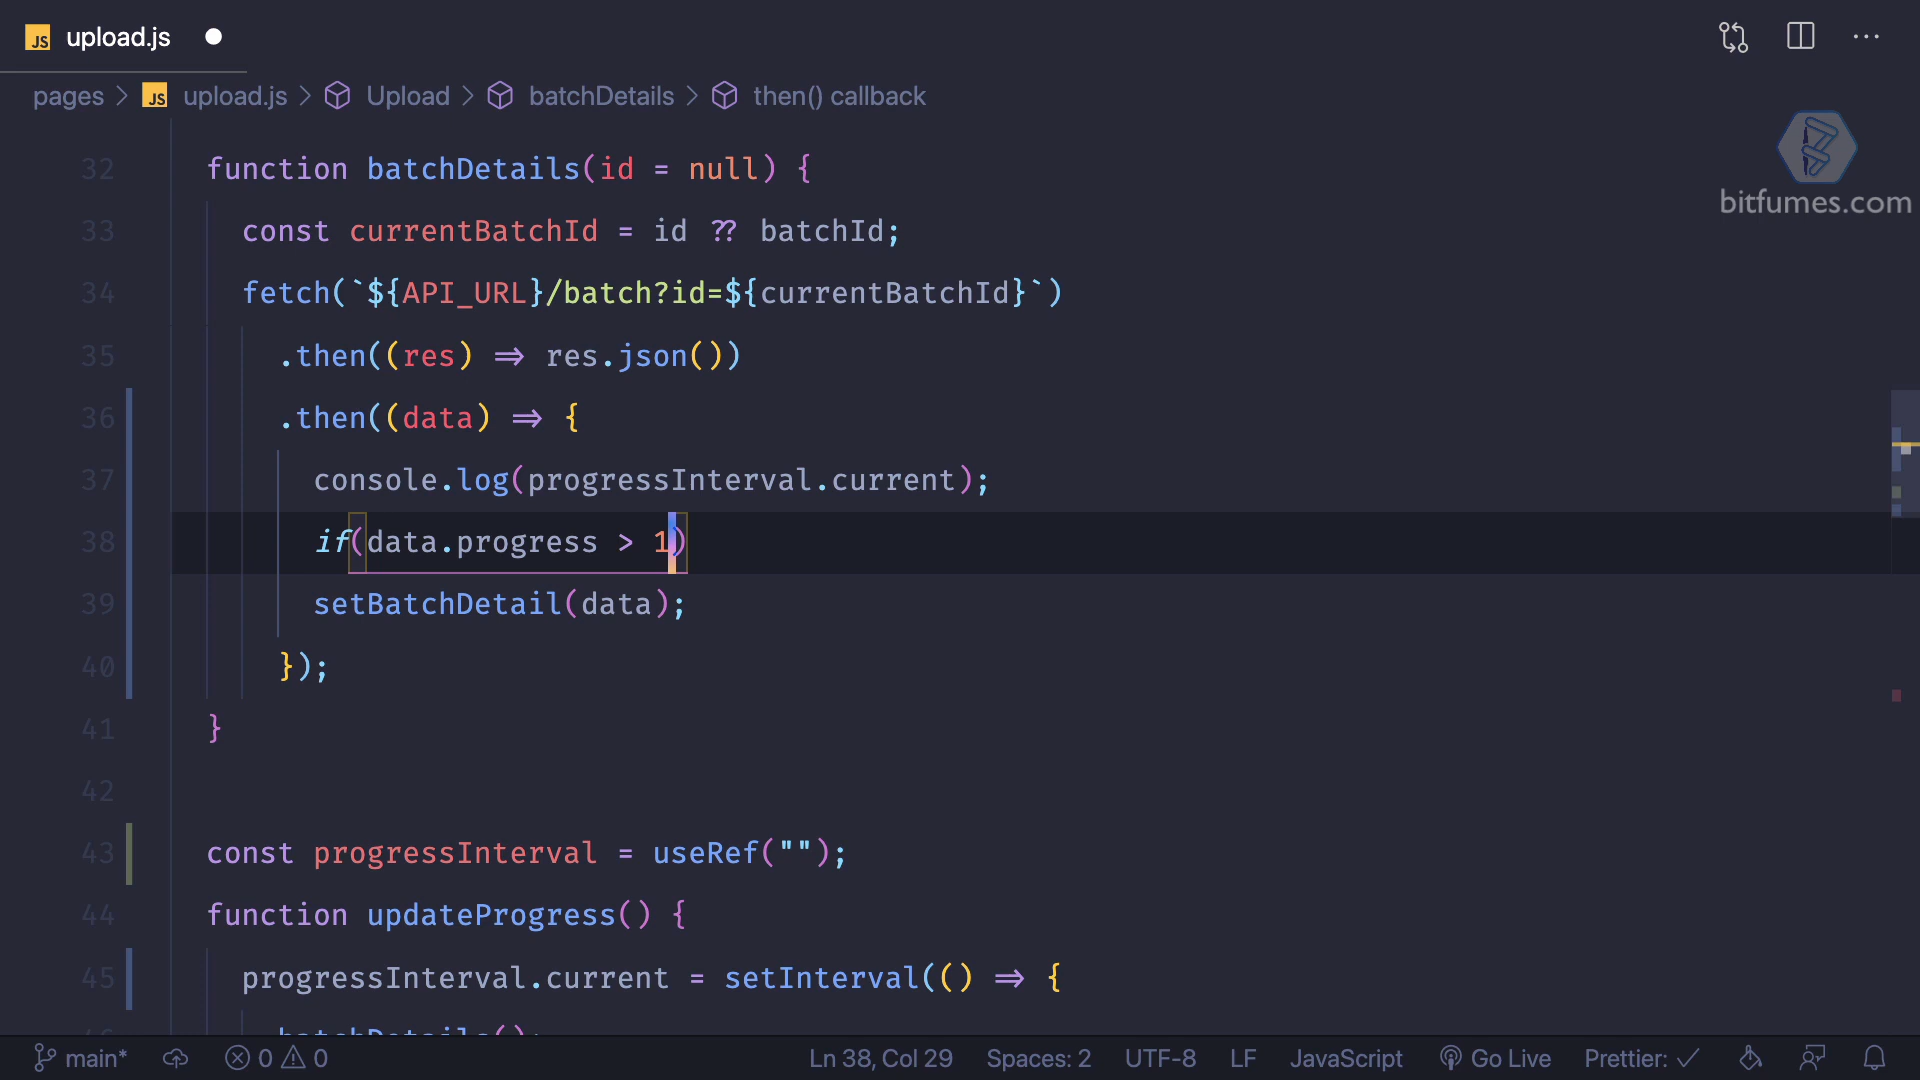 JS upload.js
pages > JS upload.js > Upload > batchDetails > then() callback
bitfumes.com
32 function batchDetails(id = null) {
33 const currentBatchId = id ?? batchId;
34 fetch(`${API_URL}/batch?id=${currentBatchId}`)
35 .then((res) => res.json())
36 .then((data) => {
37 console.log(progressInterval.current);
38 if(data.progress > 1)
39 setBatchDetail(data);
40 });
41 }
42
43 const progressInterval = useRef("");
44 function updateProgress() {
45 progressInterval.current = setInterval(() => {
46 batchDetails();
main* 0 0 Ln 38, Col 29 Spaces: 2 UTF-8 LF JavaScript Go Live Prettier: ✓